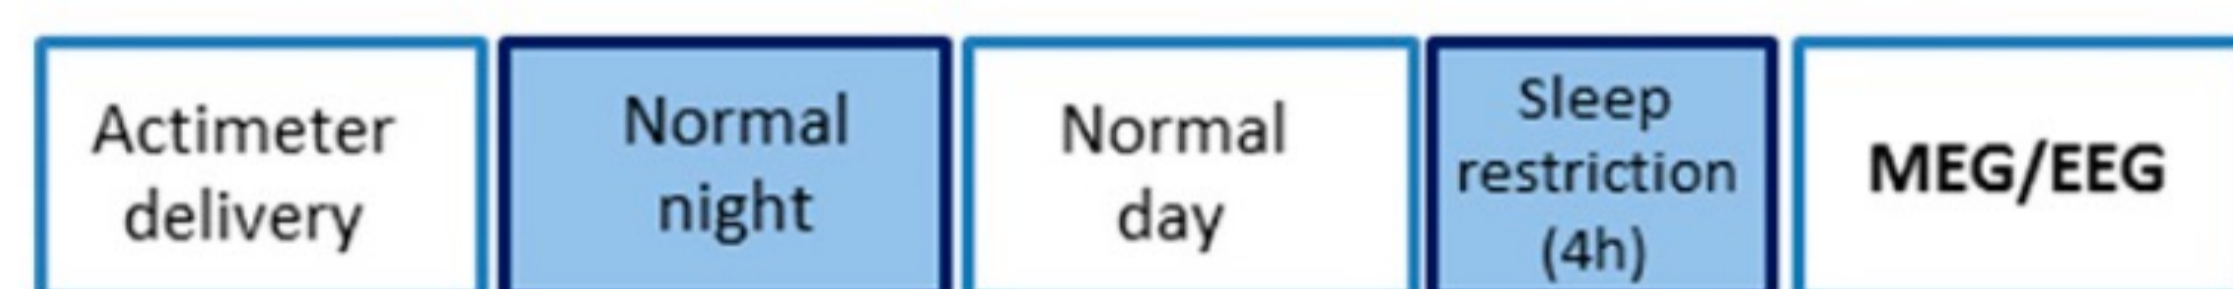 Actimeter
delivery
Normal
night
Normal
day
Sleep
restriction
(4h)
MEG/EEG